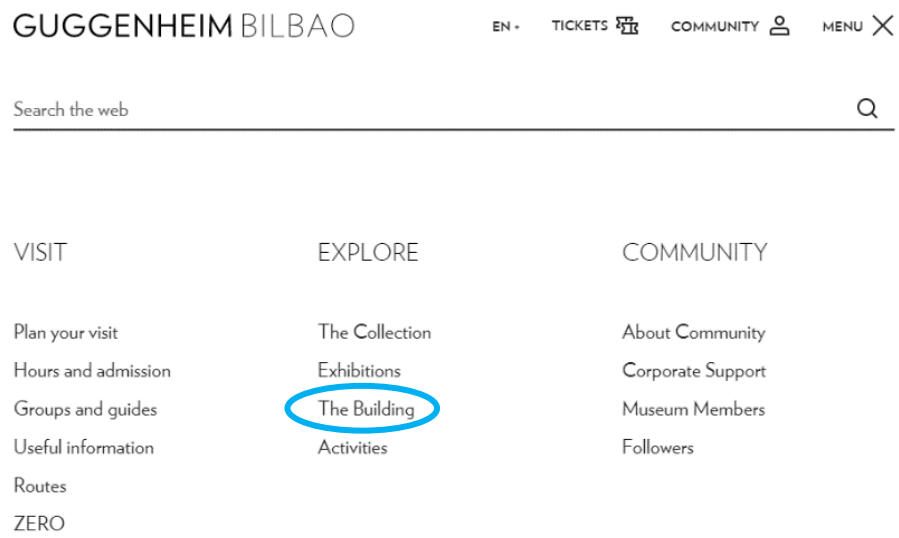 GUGGENHEIM BILBAO
EN
TICKETS
COMMUNITY
MENU
Search the web
VISIT
Plan your visit
Hours and admission
Groups and guides
Useful information
Routes
ZERO
EXPLORE
The Collection
Exhibitions
The Building
Activities
COMMUNITY
About Community
Corporate Support
Museum Members
Followers